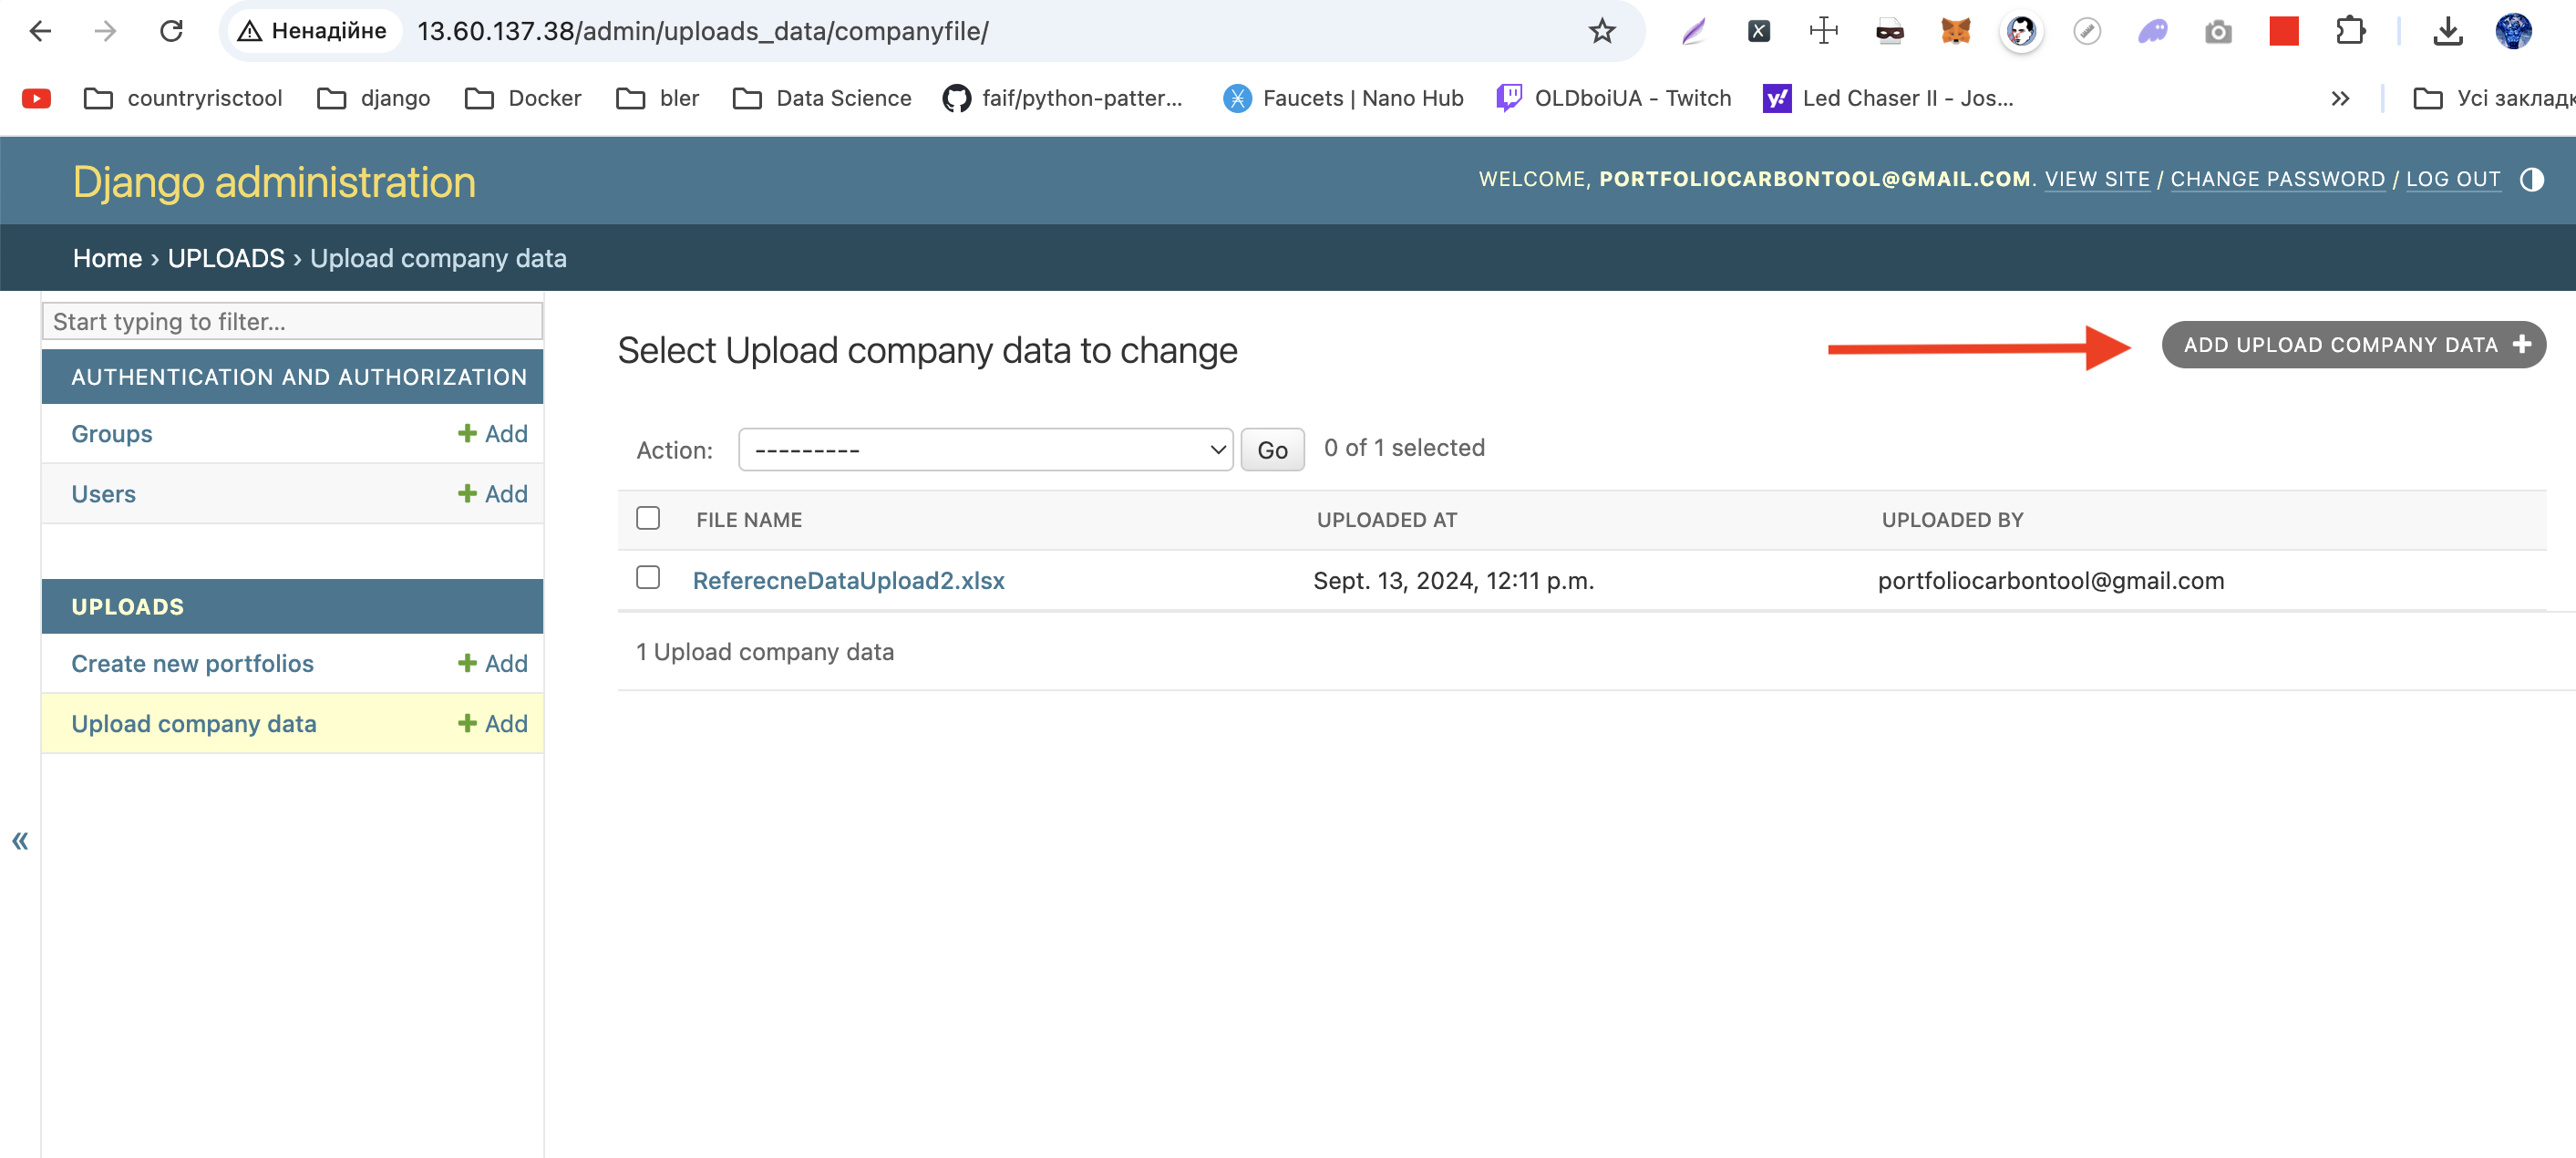 Ненадійне 13.60.137.38/admin/uploads_data/companyfile/
countryrisctool django Docker bler Data Science faif/python-patter... Faucets | Nano Hub OLDboiUA - Twitch Led Chaser II - Jos... » Усі заклад
Django administration
WELCOME, PORTFOLIOCARBONTOOL@GMAIL.COM. VIEW SITE / CHANGE PASSWORD / LOG OUT
Home › UPLOADS › Upload company data
Start typing to filter...
AUTHENTICATION AND AUTHORIZATION
Groups + Add
Users + Add
UPLOADS
Create new portfolios + Add
Upload company data + Add
«
Select Upload company data to change
ADD UPLOAD COMPANY DATA +
Action: --------- Go 0 of 1 selected
FILE NAME UPLOADED AT UPLOADED BY
ReferecneDataUpload2.xlsx Sept. 13, 2024, 12:11 p.m. portfoliocarbontool@gmail.com
1 Upload company data